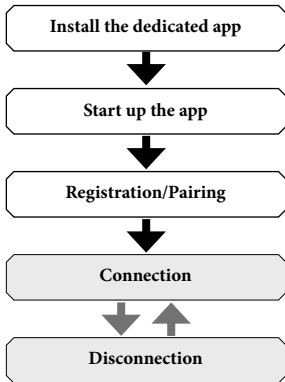 Install the dedicated app
Start up the app
Registration/Pairing
Connection
Disconnection